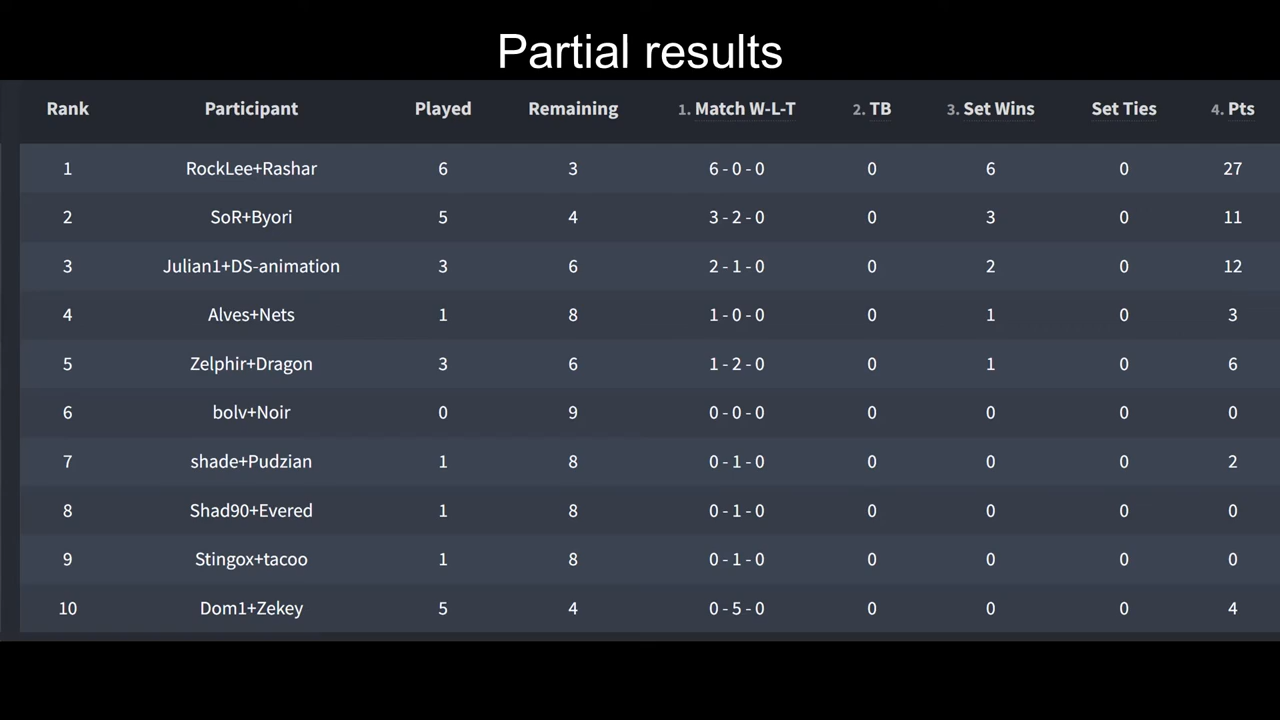 Partial results
Rank Participant Played Remaining 1. Match W-L-T 2. TB 3. Set Wins Set Ties 4. Pts
1 RockLee+Rashar 6 3 6 - 0 - 0 0 6 0 27
2 SoR+Byori 5 4 3 - 2 - 0 0 3 0 11
3 Julian1+DS-animation 3 6 2 - 1 - 0 0 2 0 12
4 Alves+Nets 1 8 1 - 0 - 0 0 1 0 3
5 Zelphir+Dragon 3 6 1 - 2 - 0 0 1 0 6
6 bolv+Noir 0 9 0 - 0 - 0 0 0 0 0
7 shade+Pudzian 1 8 0 - 1 - 0 0 0 0 2
8 Shad90+Evered 1 8 0 - 1 - 0 0 0 0 0
9 Stingox+tacoo 1 8 0 - 1 - 0 0 0 0 0
10 Dom1+Zekey 5 4 0 - 5 - 0 0 0 0 4